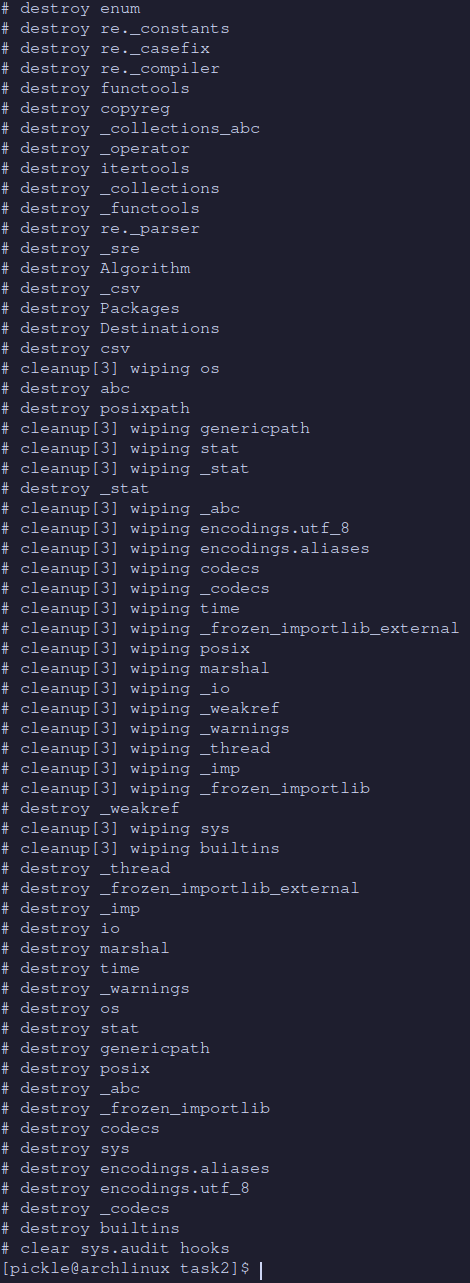 # destroy enum
# destroy re._constants
# destroy re._casefix
# destroy re._compiler
# destroy functools
# destroy copyreg
# destroy _collections_abc
# destroy _operator
# destroy itertools
# destroy _collections
# destroy _functools
# destroy re._parser
# destroy _sre
# destroy Algorithm
# destroy _csv
# destroy Packages
# destroy Destinations
# destroy csv
# cleanup[3] wiping os
# destroy abc
# destroy posixpath
# cleanup[3] wiping genericpath
# cleanup[3] wiping stat
# cleanup[3] wiping _stat
# destroy _stat
# cleanup[3] wiping _abc
# cleanup[3] wiping encodings.utf_8
# cleanup[3] wiping encodings.aliases
# cleanup[3] wiping codecs
# cleanup[3] wiping _codecs
# cleanup[3] wiping time
# cleanup[3] wiping _frozen_importlib_external
# cleanup[3] wiping posix
# cleanup[3] wiping marshal
# cleanup[3] wiping _io
# cleanup[3] wiping _weakref
# cleanup[3] wiping _warnings
# cleanup[3] wiping _thread
# cleanup[3] wiping _imp
# cleanup[3] wiping _frozen_importlib
# destroy _weakref
# cleanup[3] wiping sys
# cleanup[3] wiping builtins
# destroy _thread
# destroy _frozen_importlib_external
# destroy _imp
# destroy io
# destroy marshal
# destroy time
# destroy _warnings
# destroy os
# destroy stat
# destroy genericpath
# destroy posix
# destroy _abc
# destroy _frozen_importlib
# destroy codecs
# destroy sys
# destroy encodings.aliases
# destroy encodings.utf_8
# destroy _codecs
# destroy builtins
# clear sys.audit hooks
[pickle@archlinux task2]$